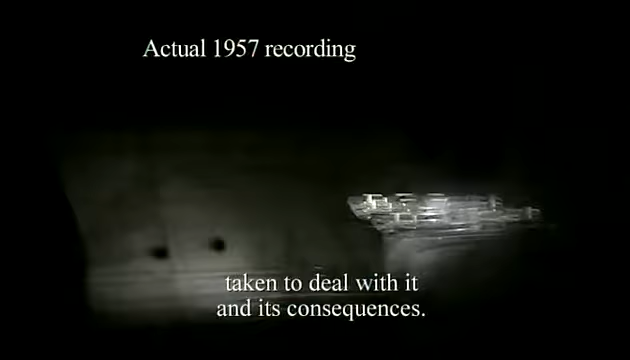 Actual 1957 recording
taken to deal with it
and its consequences.